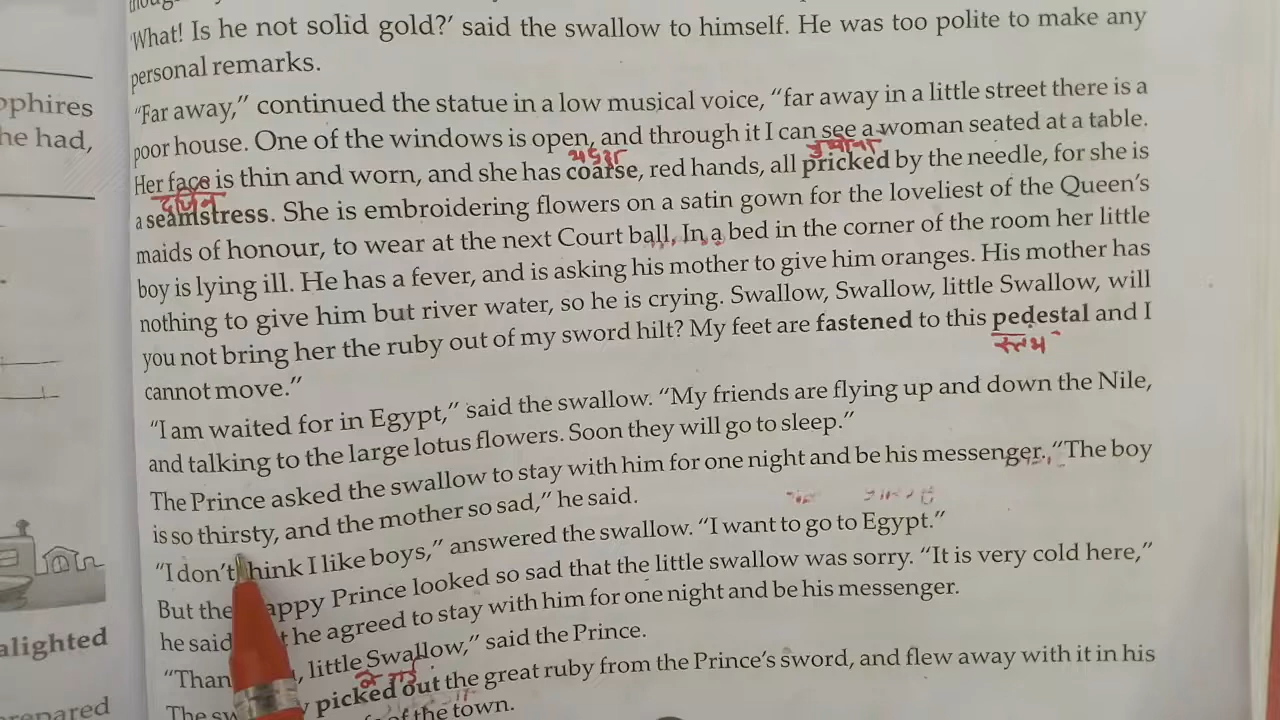 'What! Is he not solid gold?' said the swallow to himself. He was too polite to make any
personal remarks.
"Far away," continued the statue in a low musical voice, "far away in a little street there is a
poor house. One of the windows is open, and through it I can see a woman seated at a table.
Her face is thin and worn, and she has coarse, red hands, all pricked by the needle, for she is
a seamstress. She is embroidering flowers on a satin gown for the loveliest of the Queen's
maids of honour, to wear at the next Court ball, In a bed in the corner of the room her little
boy is lying ill. He has a fever, and is asking his mother to give him oranges. His mother has
nothing to give him but river water, so he is crying. Swallow, Swallow, little Swallow, will
you not bring her the ruby out of my sword hilt? My feet are fastened to this pedestal and I
स्तंभ
cannot move."
"I am waited for in Egypt," said the swallow. "My friends are flying up and down the Nile,
and talking to the large lotus flowers. Soon they will go to sleep."
The Prince asked the swallow to stay with him for one night and be his messenger., "The boy
is so thirsty, and the mother so sad," he said.
"I don't think I like boys," answered the swallow. "I want to go to Egypt."
But the Happy Prince looked so sad that the little swallow was sorry. "It is very cold here,"
he said he agreed to stay with him for one night and be his messenger.
little Swallow," said the Prince.
The picked out the great ruby from the Prince's sword, and flew away with it in his
of the town.
pphires
he had,
alighted